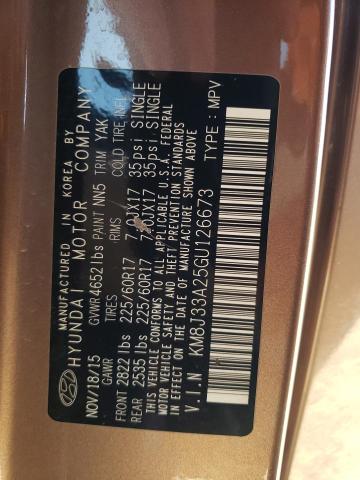 MANUFACTURED IN KOREA BY
HYUNDAI MOTOR COMPANY
NOV/18/15 GVWR 4652 lbs PAINT NN5 TRIM YAK
GAWR TIRES RIMS COLD TIRE INFL
FRONT 2822 lbs 225/60R17 7.0JX17 35psi SINGLE
REAR 2535 lbs 225/60R17 7.0JX17 35psi SINGLE
THIS VEHICLE CONFORMS TO ALL APPLICABLE U.S.A. FEDERAL
MOTOR VEHICLE SAFETY, BUMPER, AND THEFT PREVENTION STANDARDS
IN EFFECT ON THE DATE OF MANUFACTURE SHOWN ABOVE
V.I.N : KM8J33A25GU126673 TYPE : MPV